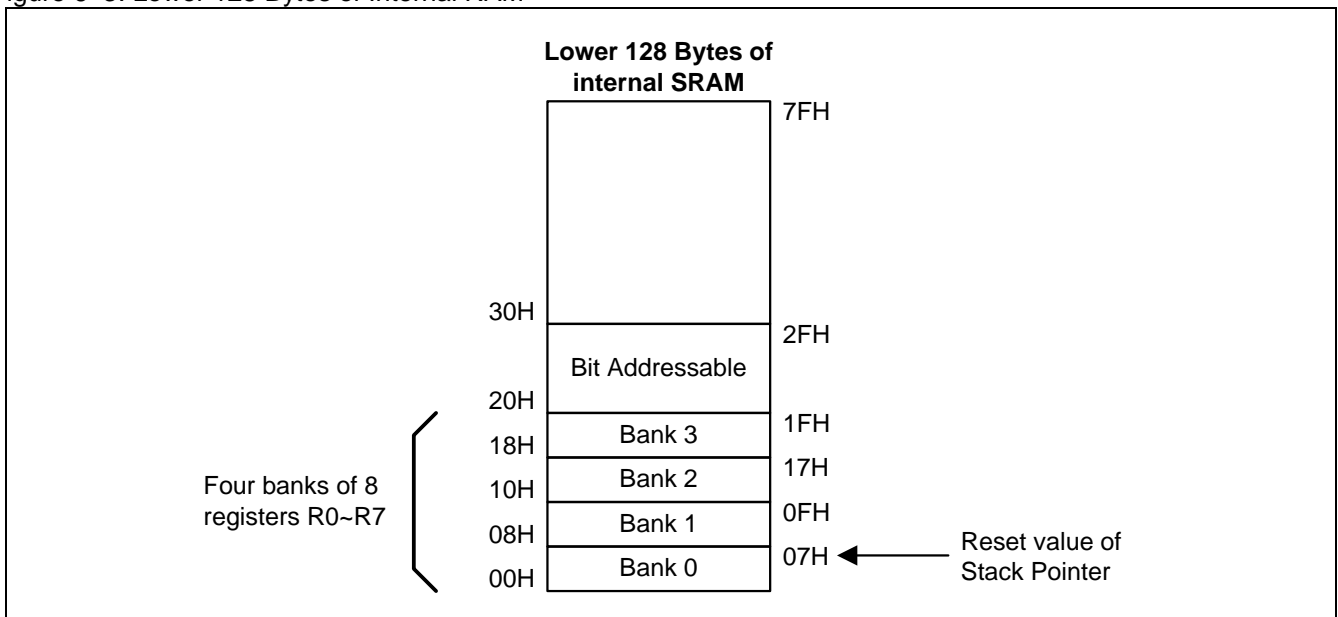 Lower 128 Bytes of
internal SRAM
7FH
30H
2FH
Bit Addressable
20H
1FH
Bank 3
18H
17H
Bank 2
Four banks of 8
registers R0~R7
10H
0FH
Bank 1
08H
07H
Reset value of
Stack Pointer
Bank 0
00H